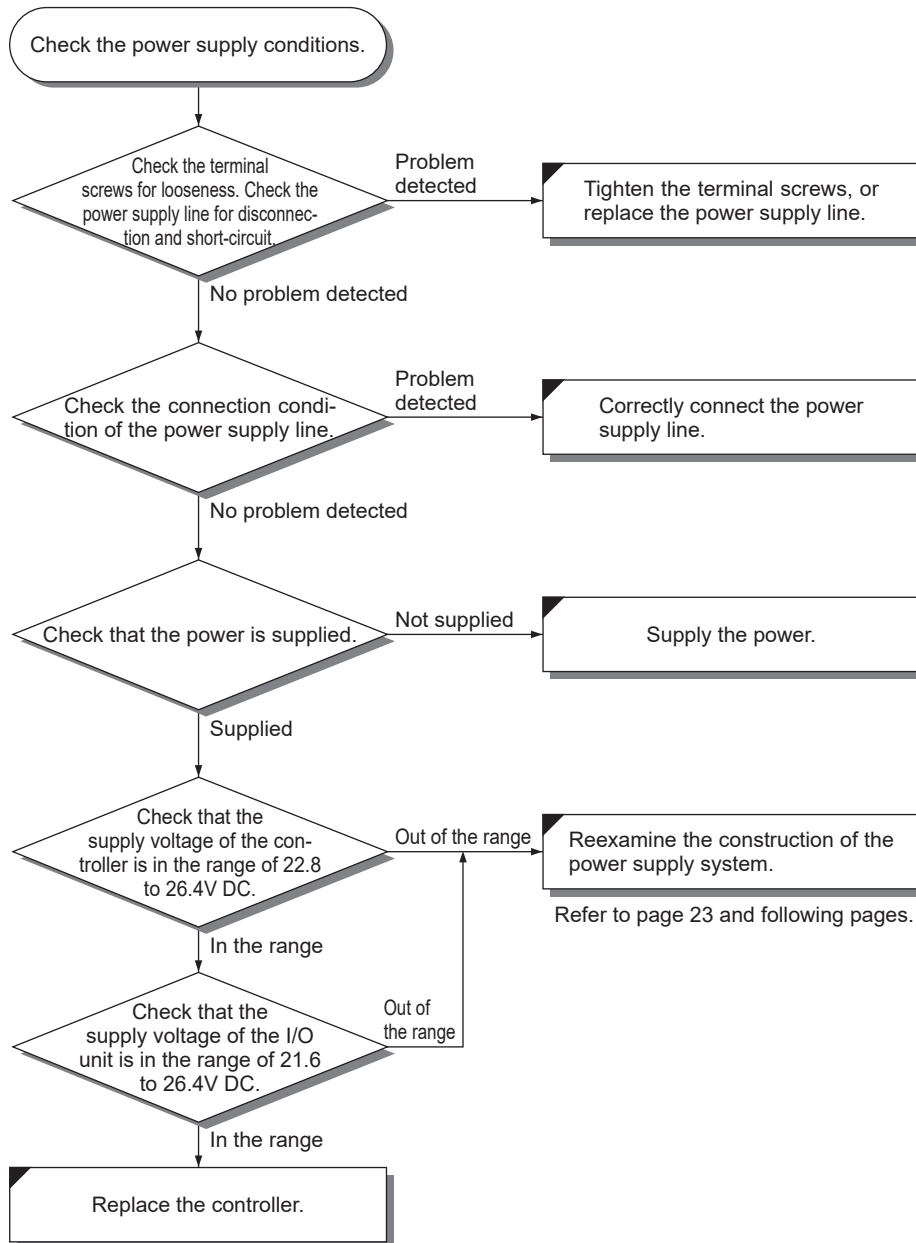 Check the power supply conditions.
Check the terminal
screws for looseness. Check the
power supply line for disconnec-
tion and short-circuit.
Problem
detected
Tighten the terminal screws, or
replace the power supply line.
No problem detected
Check the connection condi-
tion of the power supply line.
Problem
detected
Correctly connect the power
supply line.
No problem detected
Check that the power is supplied.
Not supplied
Supply the power.
Supplied
Check that the
supply voltage of the con-
troller is in the range of 22.8
to 26.4V DC.
Out of the range
Reexamine the construction of the
power supply system.
Refer to page 23 and following pages.
In the range
Check that the
supply voltage of the I/O
unit is in the range of 21.6
to 26.4V DC.
Out of
the range
In the range
Replace the controller.